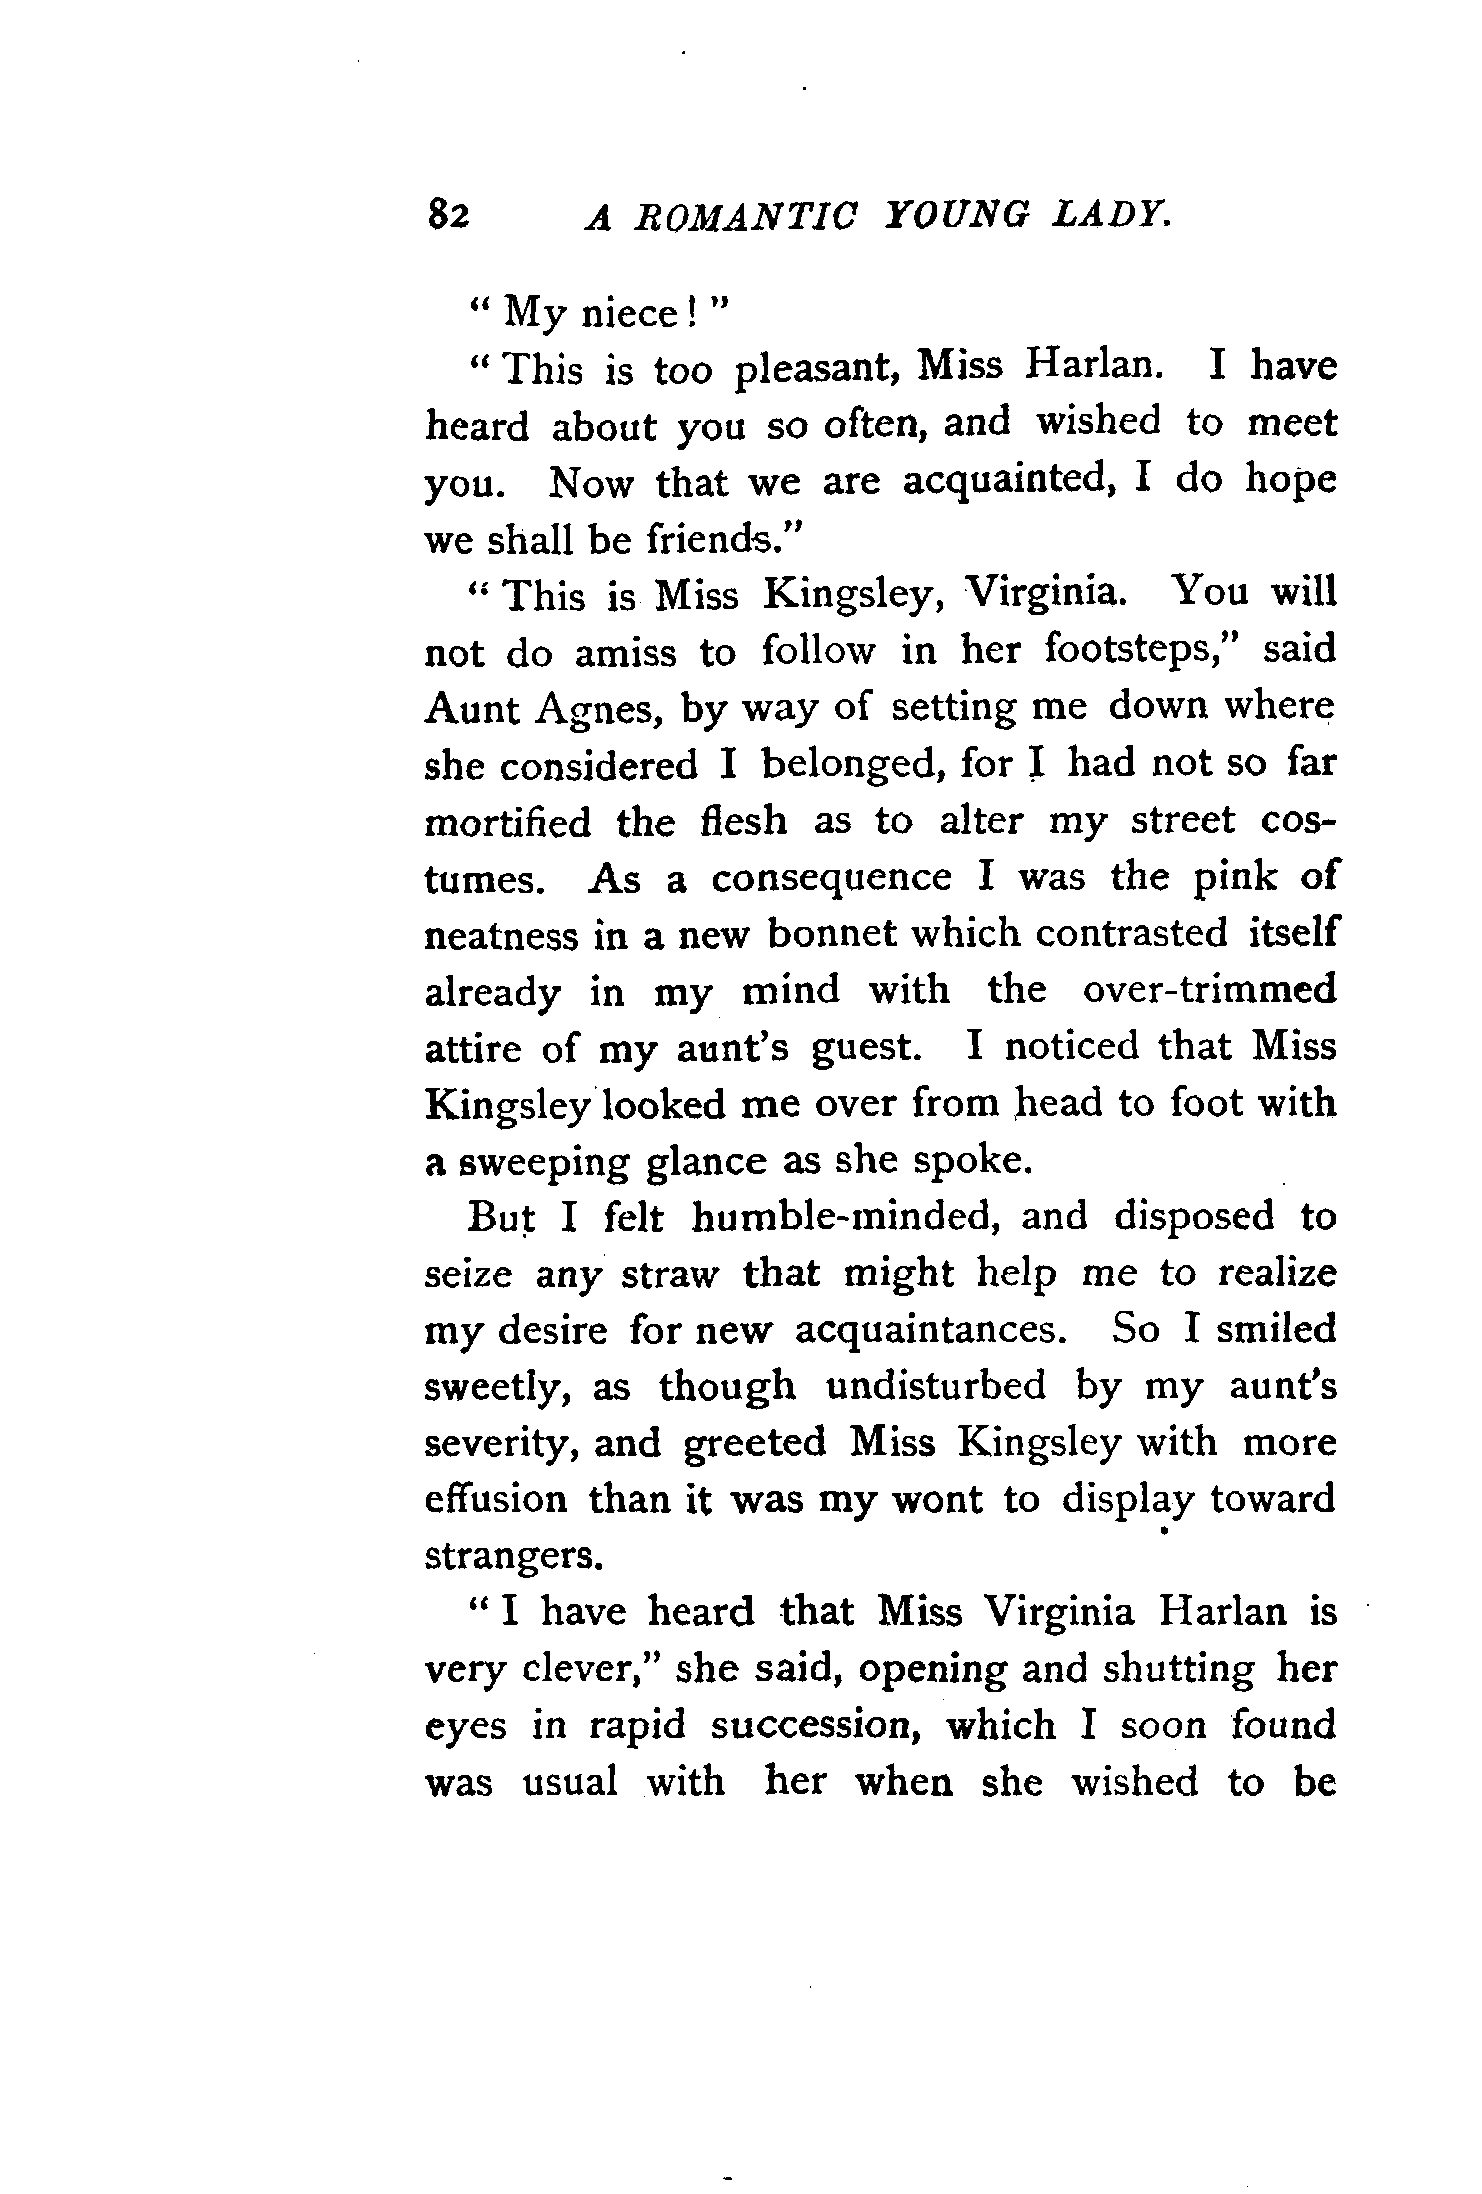 82 A ROMANTIC YOUNG LADY.
“ My niece ! ”
“ This is too pleasant, Miss Harlan. I have
heard about you so often, and wished to meet
you. Now that we are acquainted, I do hope
we shall be friends.”
“ This is Miss Kingsley, Virginia. You will
not do amiss to follow in her footsteps,” said
Aunt Agnes, by way of setting me down where
she considered I belonged, for I had not so far
mortified the flesh as to alter my street cos-
tumes. As a consequence I was the pink of
neatness in a new bonnet which contrasted itself
already in my mind with the over-trimmed
attire of my aunt’s guest. I noticed that Miss
Kingsley looked me over from head to foot with
a sweeping glance as she spoke.
But I felt humble-minded, and disposed to
seize any straw that might help me to realize
my desire for new acquaintances. So I smiled
sweetly, as though undisturbed by my aunt’s
severity, and greeted Miss Kingsley with more
effusion than it was my wont to display toward
strangers.
“ I have heard that Miss Virginia Harlan is
very clever,” she said, opening and shutting her
eyes in rapid succession, which I soon found
was usual with her when she wished to be